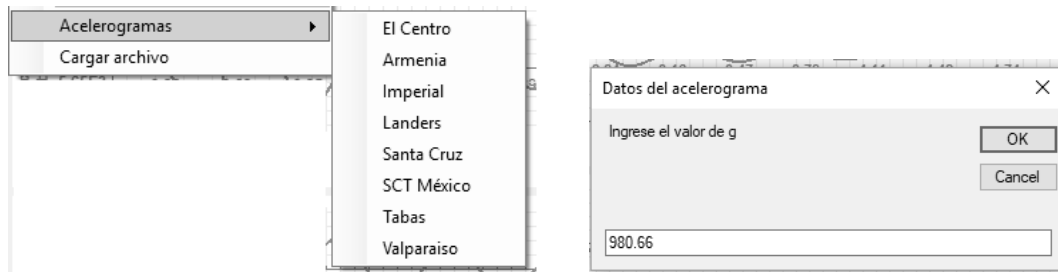 Acelerogramas
Cargar archivo
El Centro
Armenia
Imperial
Landers
Santa Cruz
SCT México
Tabas
Valparaiso
Datos del acelerograma
Ingrese el valor de g
OK
Cancel
980.66